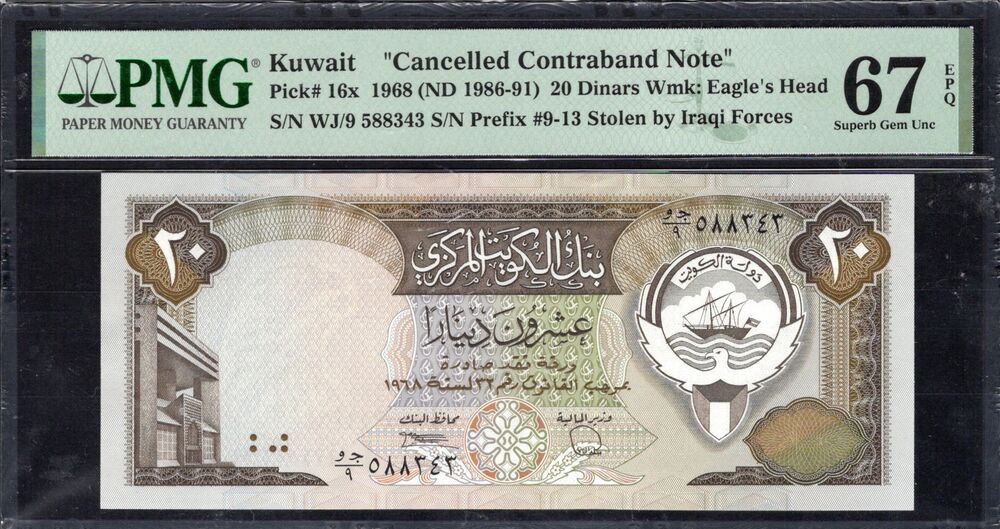 PMG®
PAPER MONEY GUARANTY
Kuwait "Cancelled Contraband Note"
Pick# 16x 1968 (ND 1986-91) 20 Dinars Wmk: Eagle's Head
S/N WJ/9 588343 S/N Prefix #9-13 Stolen by Iraqi Forces
67
EPQ
Superb Gem Unc
٥٨٨٣٤٣
٢٠
٢٠
بنك الكويت المركزي
دولة الكويت
عشرون دينارا
ورقة نقد صادرة
بموجب القانون رقم ٣٢ لسنة ١٩٦٨
محافظ البنك
وزير المالية
٥٨٨٣٤٣